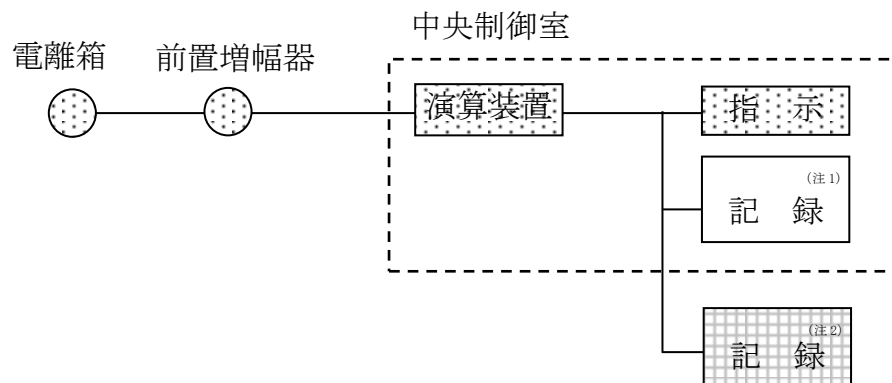 中央制御室
電離箱
前置増幅器
演算装置
指 示
(注1)
記 録
(注2)
記 録